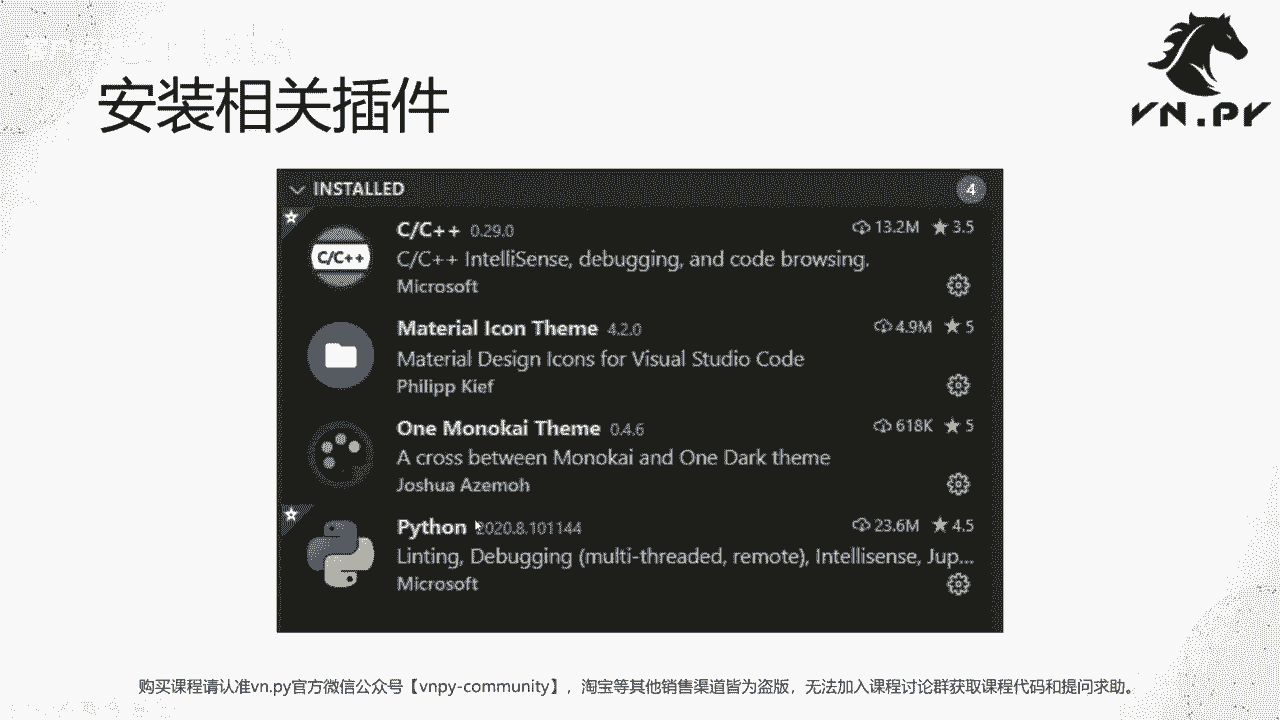 VN.PY
安装相关插件
INSTALLED 4
C/C++ 0.29.0 13.2M 3.5
C/C++
C/C++ IntelliSense, debugging, and code browsing.
Microsoft
Material Icon Theme 4.2.0 4.9M 5
Material Design Icons for Visual Studio Code
Philipp Kief
One Monokai Theme 0.4.6 618K 5
A cross between Monokai and One Dark theme
Joshua Azemoh
Python 2020.8.101144 23.6M 4.5
Linting, Debugging (multi-threaded, remote), Intellisense, Jup...
Microsoft
购买课程请认准vn.py官方微信公众号【vnpy-community】，淘宝等其他销售渠道皆为盗版，无法加入课程讨论群获取课程代码和提问求助。